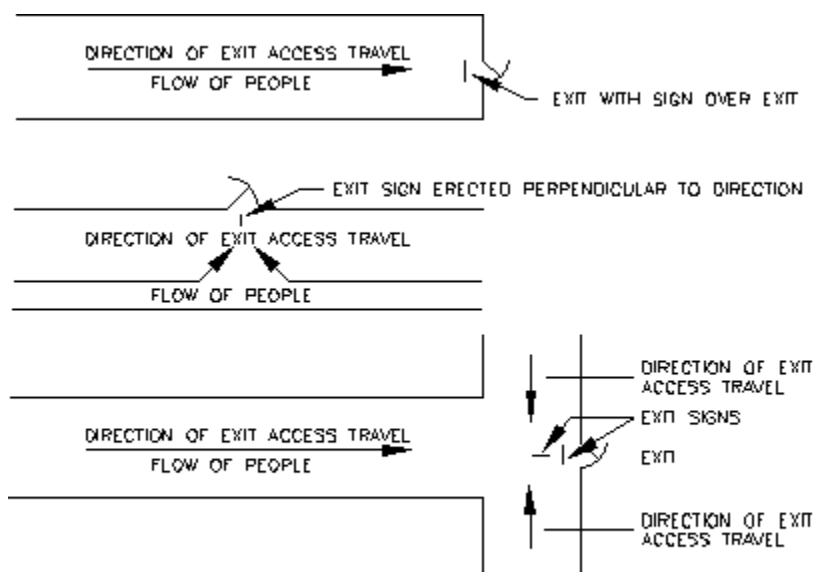 DIRECTION OF EXIT ACCESS TRAVEL
FLOW OF PEOPLE
EXIT WITH SIGN OVER EXIT
EXIT SIGN ERECTED PERPENDICULAR TO DIRECTION
DIRECTION OF EXIT ACCESS TRAVEL
FLOW OF PEOPLE
DIRECTION OF EXIT
ACCESS TRAVEL
EXIT SIGNS
DIRECTION OF EXIT ACCESS TRAVEL
FLOW OF PEOPLE
EXIT
DIRECTION OF EXIT
ACCESS TRAVEL